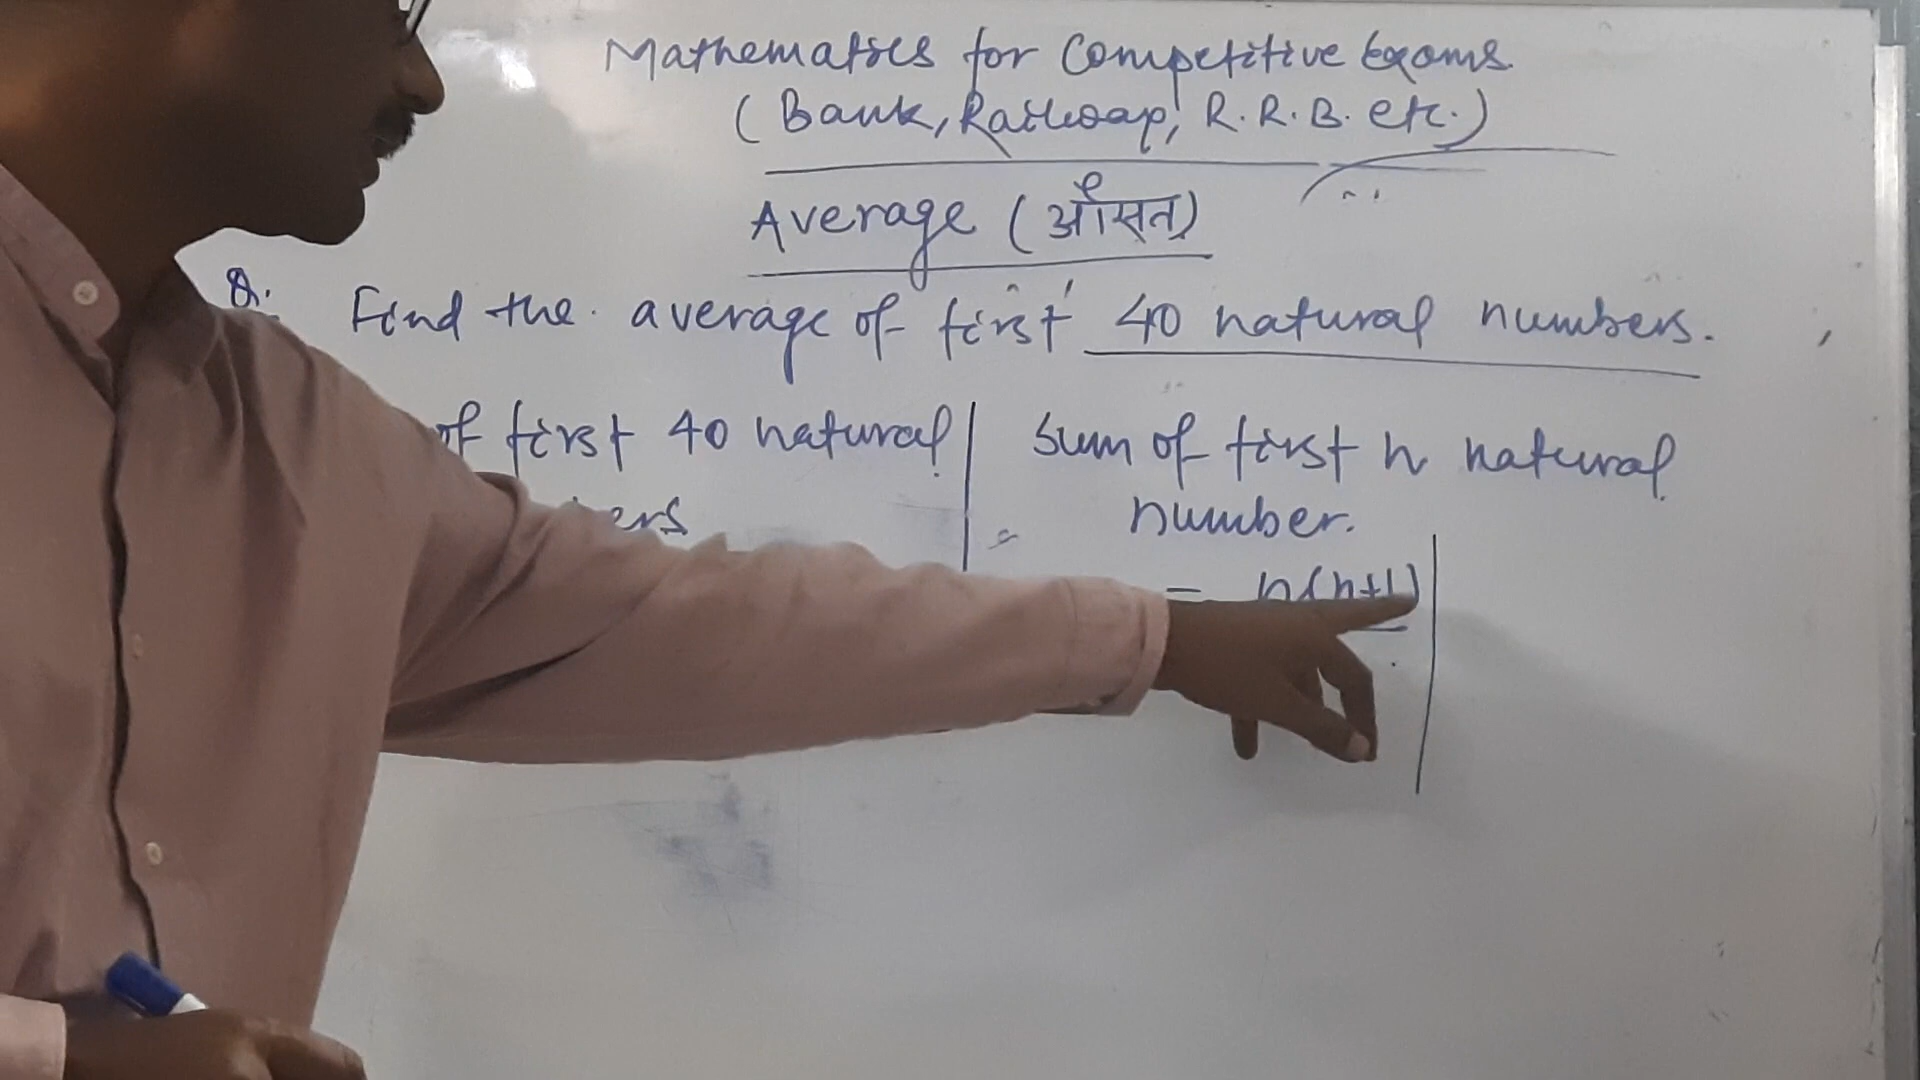 Mathematics for Competitive Exams.
(Bank, Railway, R.R.B. etc.)
Average (औसत)
Q. Find the average of first 40 natural numbers.
of first 40 natural
ers
Sum of first n natural
number.
= n(n+1)